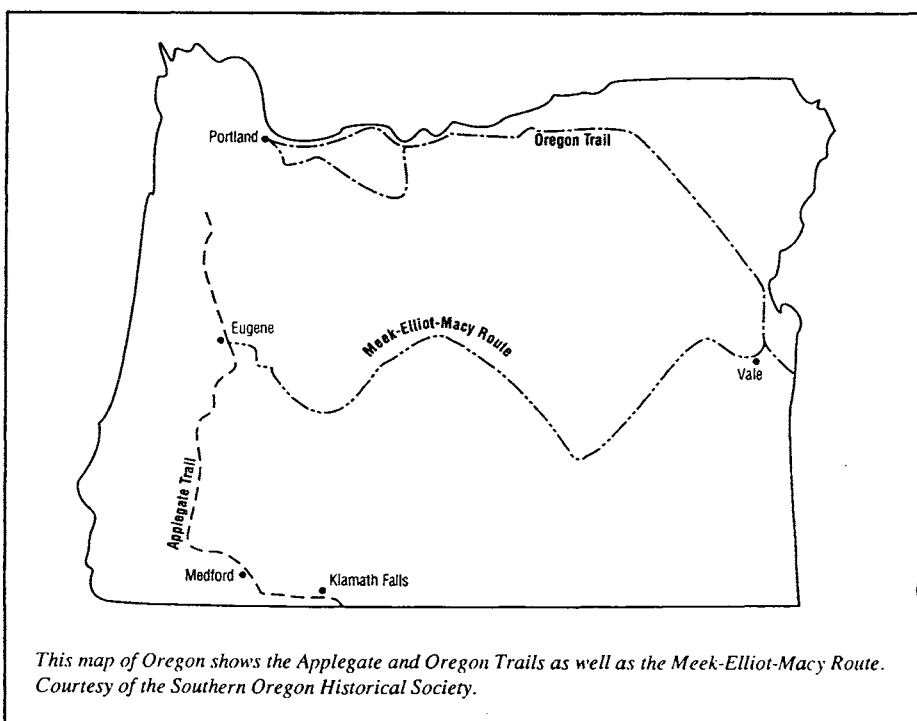 Portland
Oregon Trail
Eugene
Meek-Elliot-Macy Route
Vale
Applegate Trail
Medford
Klamath Falls
This map of Oregon shows the Applegate and Oregon Trails as well as the Meek-Elliot-Macy Route.
Courtesy of the Southern Oregon Historical Society.